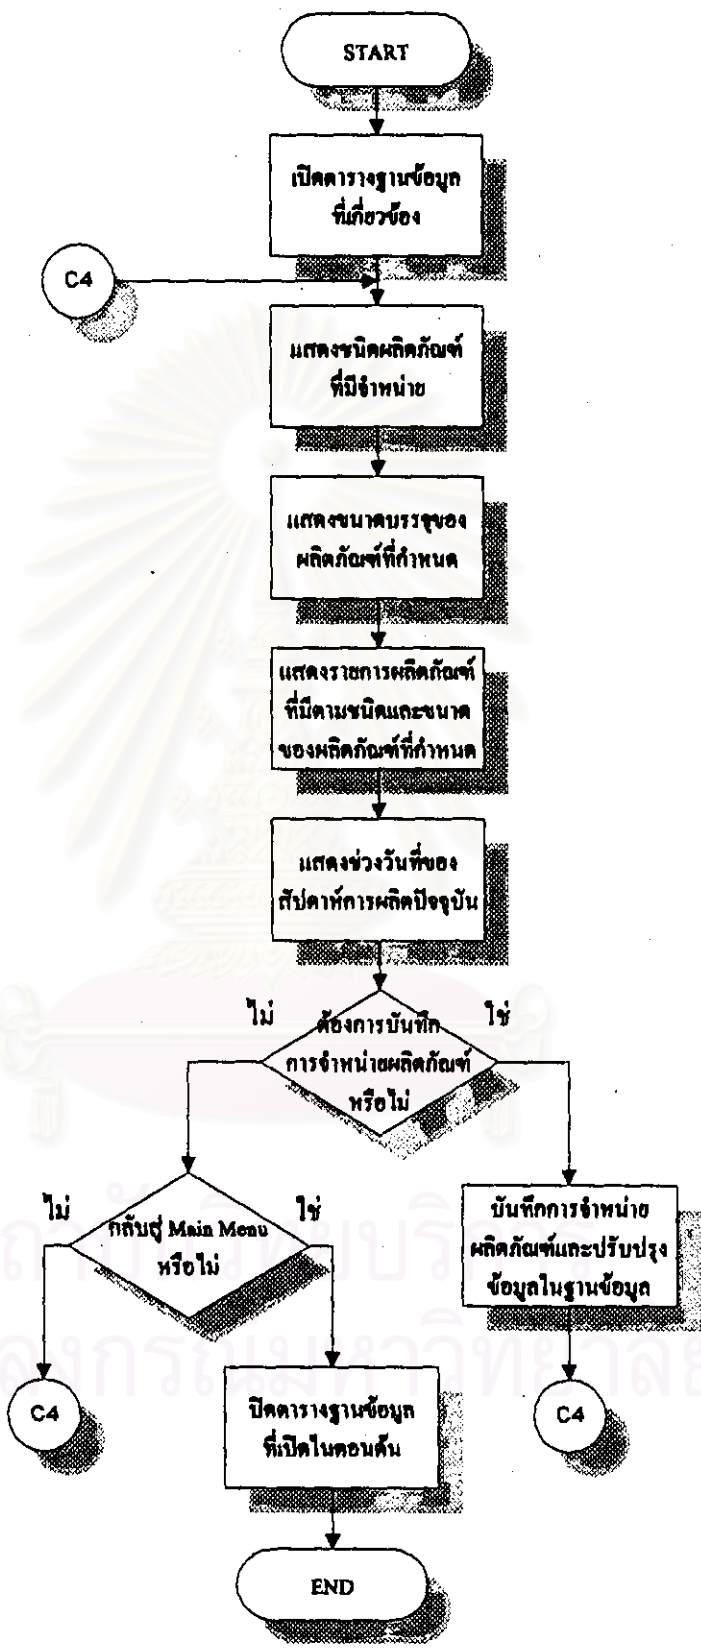 START
เปิดตารางฐานข้อมูล
ที่เกี่ยวข้อง
C4
แสดงชนิดผลิตภัณฑ์
ที่มีจำหน่าย
แสดงขนาดบรรจุของ
ผลิตภัณฑ์ที่กำหนด
แสดงรายการผลิตภัณฑ์
ที่มีตามชนิดและขนาด
ของผลิตภัณฑ์ที่กำหนด
แสดงช่วงวันที่ของ
สัปดาห์การผลิตปัจจุบัน
ไม่
ต้องการบันทึก
การจำหน่ายผลิตภัณฑ์
หรือไม่
ใช่
ไม่
กลับสู่ Main Menu
หรือไม่
ใช่
บันทึกการจำหน่าย
ผลิตภัณฑ์และปรับปรุง
ข้อมูลในฐานข้อมูล
C4
ปิดตารางฐานข้อมูล
ที่เปิดในตอนต้น
C4
END